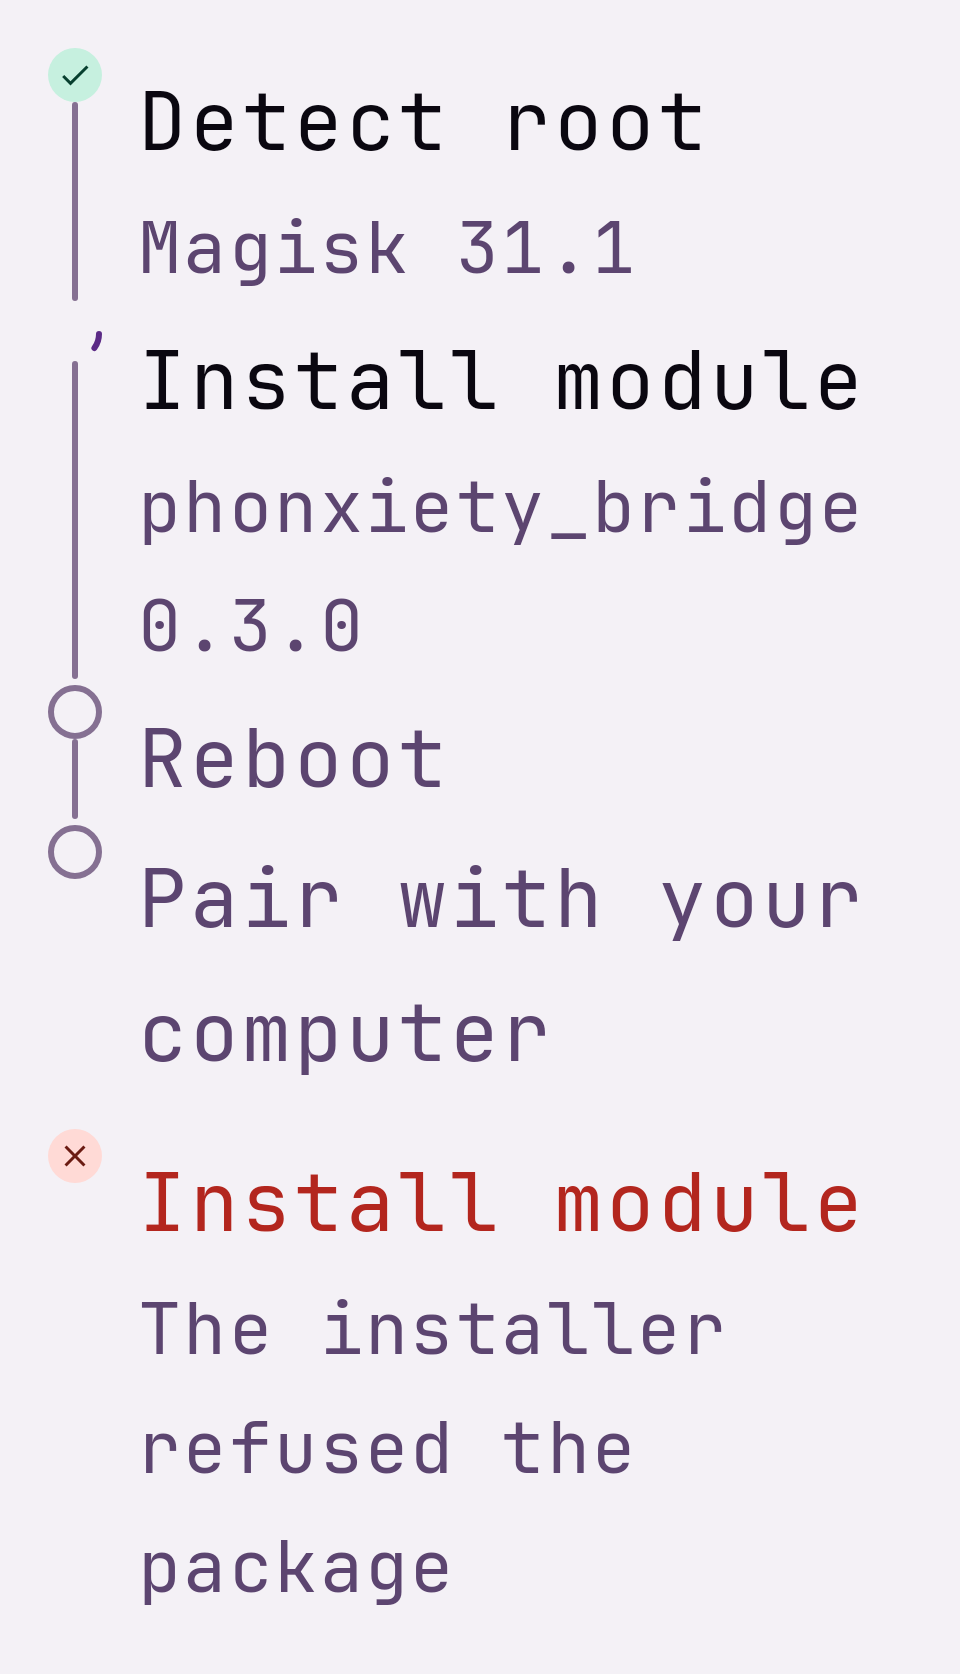 Detect root
Magisk 31.1
Install module
phonxiety_bridge
0.3.0
Reboot
Pair with your
computer
Install module
The installer
refused the
package